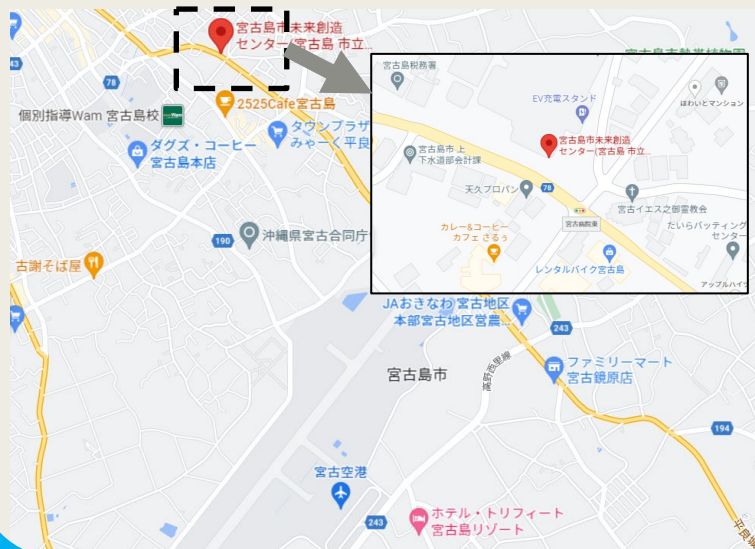 宮古島市未来創造
センター(宮古島 市立...
43
78
個別指導Wam 宮古島校
2525Cafe宮古島
タウンプラザ
みゃーく平良
ダグズ・コーヒー
宮古島本店
190
沖縄県宮古合同庁
古謝そば屋
宮古島税務署
EV充電スタンド
ほわいとマンション
宮古島市未来創造
センター(宮古島 市立...
宮古島市 上
下水道部会計課
天久プロパン
78
宮古イエス之御霊教会
宮古病院東
たいらバッティング
センター
カレー&コーヒー
カフェ さるぅ
レンタルバイク宮古島
アップルハイツ
JAおきなわ 宮古地区
本部宮古地区営農...
243
高野西里線
ファミリーマート
宮古鏡原店
宮古島市
194
宮古空港
243
ホテル・トリフィート
宮古島リゾート